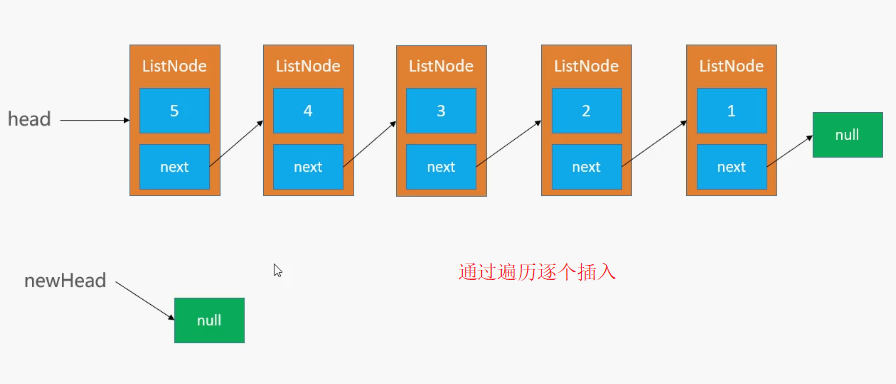 ListNode ListNode ListNode ListNode ListNode
head 5 4 3 2 1 null
next next next next next
newHead 通过遍历逐个插入
null